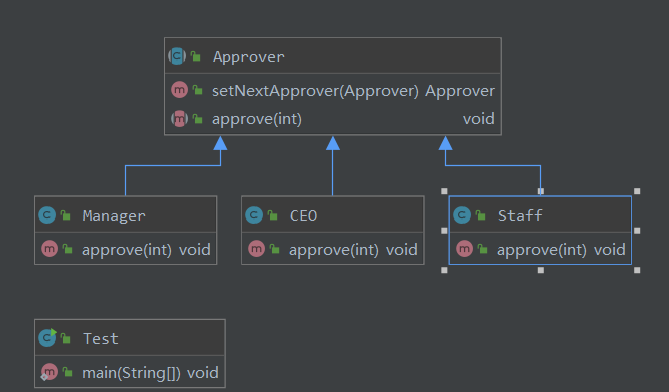 Approver
setNextApprover(Approver) Approver
approve(int) void
Manager
approve(int) void
CEO
approve(int) void
Staff
approve(int) void
Test
main(String[]) void